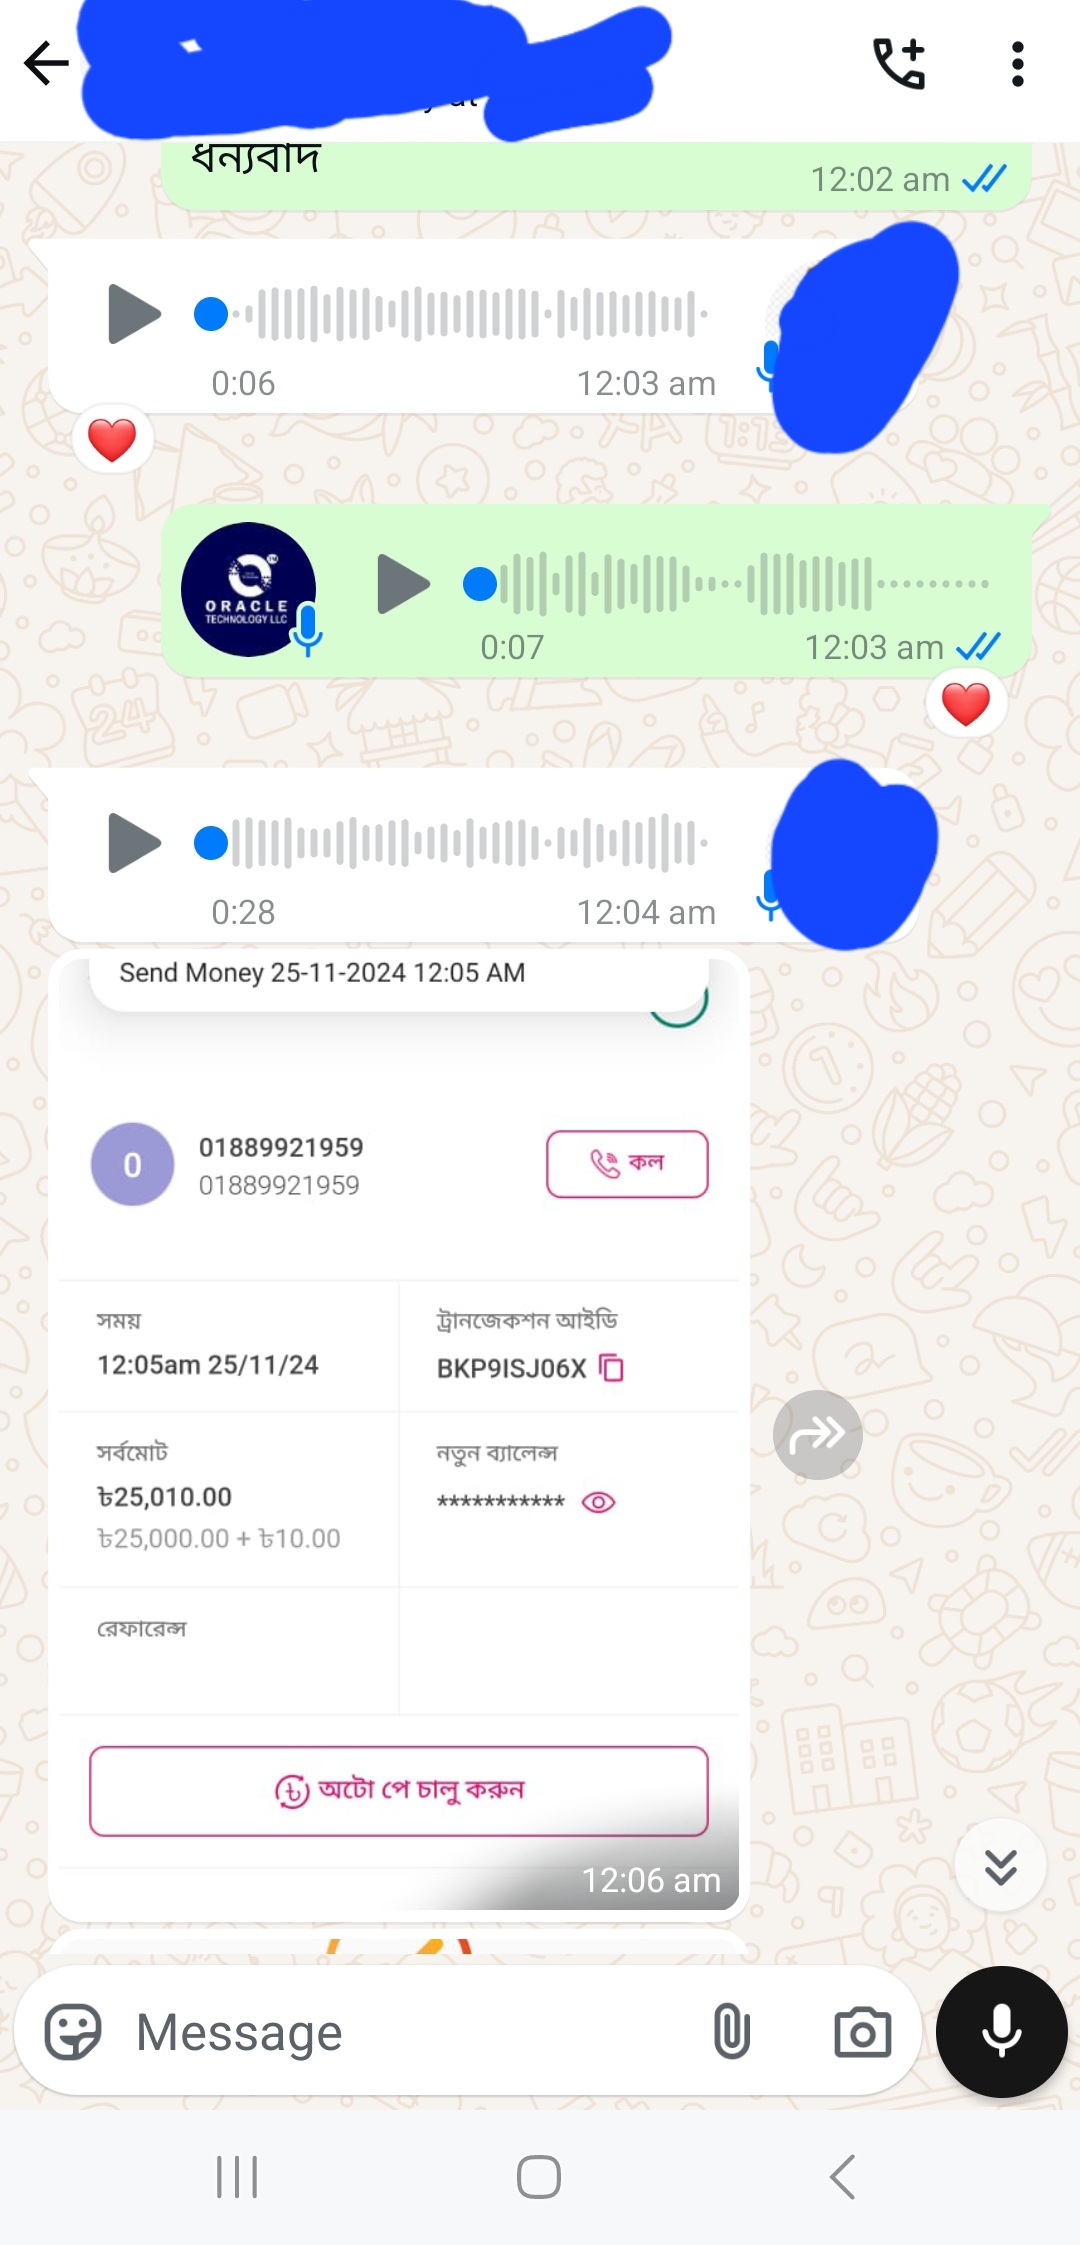 ধন্যবাদ
12:02 am
0:06
12:03 am
ORACLE
TECHNOLOGY LLC
0:07
12:03 am
0:28
12:04 am
Send Money 25-11-2024 12:05 AM
0
01889921959
01889921959
কল
সময়
ট্রানজেকশন আইডি
12:05am 25/11/24
BKP9ISJ06X
সর্বমোট
নতুন ব্যালেন্স
৳25,010.00
***********
৳25,000.00 + ৳10.00
রেফারেন্স
অটো পে চালু করুন
12:06 am
Message